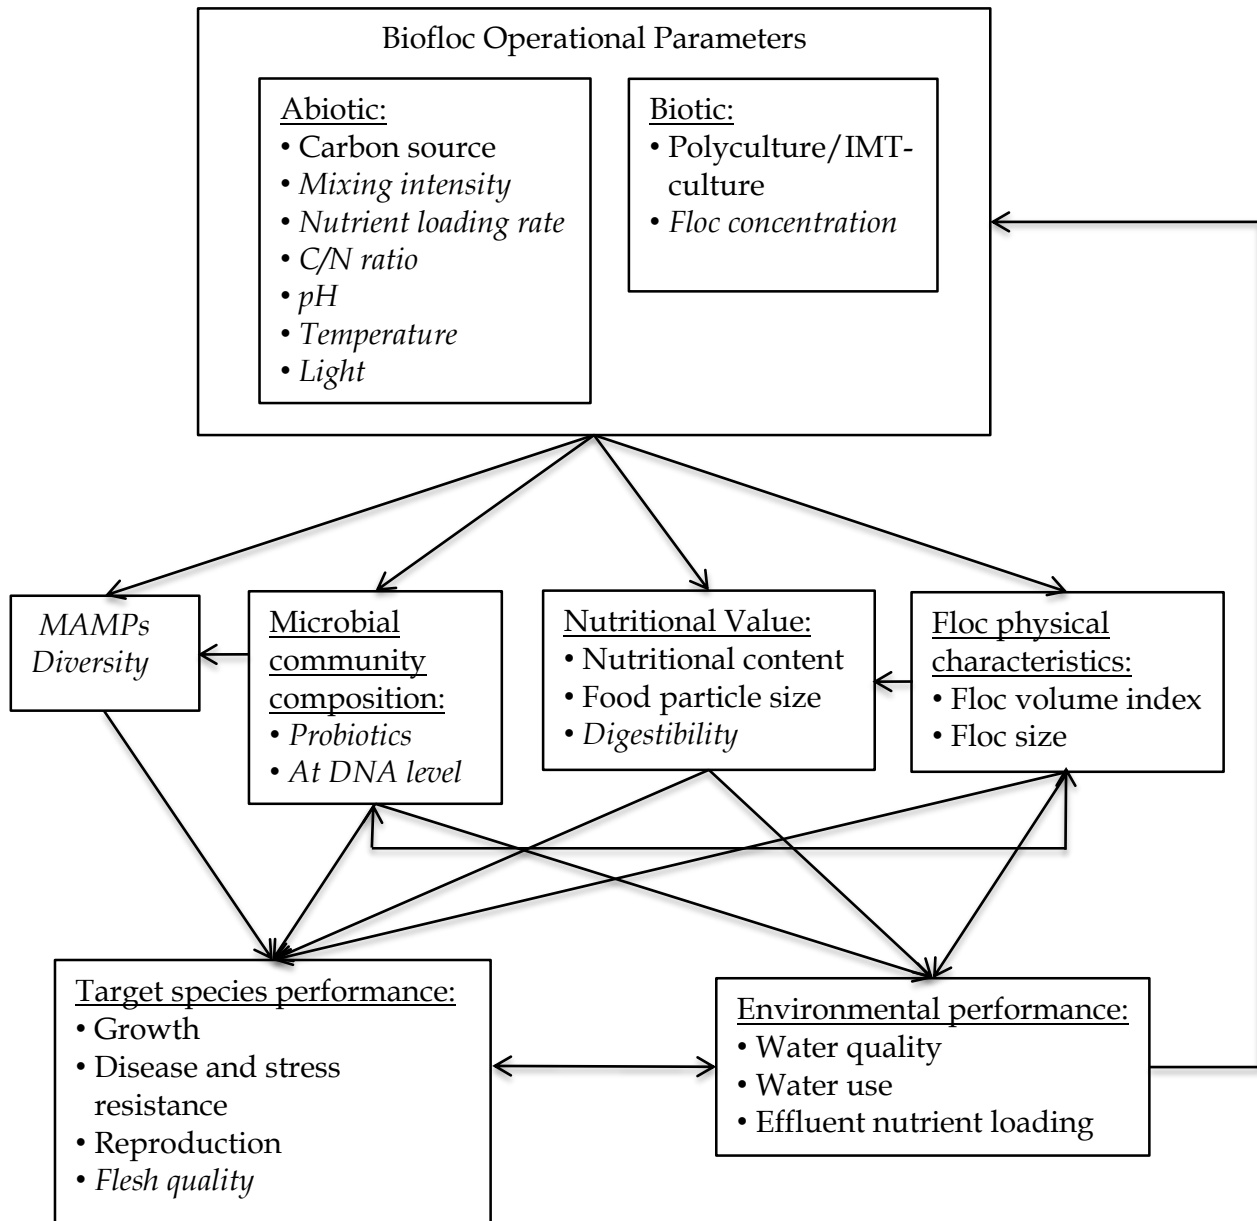 Biofloc Operational Parameters
Abiotic:
• Carbon source
• Mixing intensity
• Nutrient loading rate
• C/N ratio
• pH
• Temperature
• Light
Biotic:
• Polyculture/IMT-
culture
• Floc concentration
MAMPs
Diversity
Microbial
community
composition:
• Probiotics
• At DNA level
Nutritional Value:
• Nutritional content
• Food particle size
• Digestibility
Floc physical
characteristics:
• Floc volume index
• Floc size
Target species performance:
• Growth
• Disease and stress
resistance
• Reproduction
• Flesh quality
Environmental performance:
• Water quality
• Water use
• Effluent nutrient loading